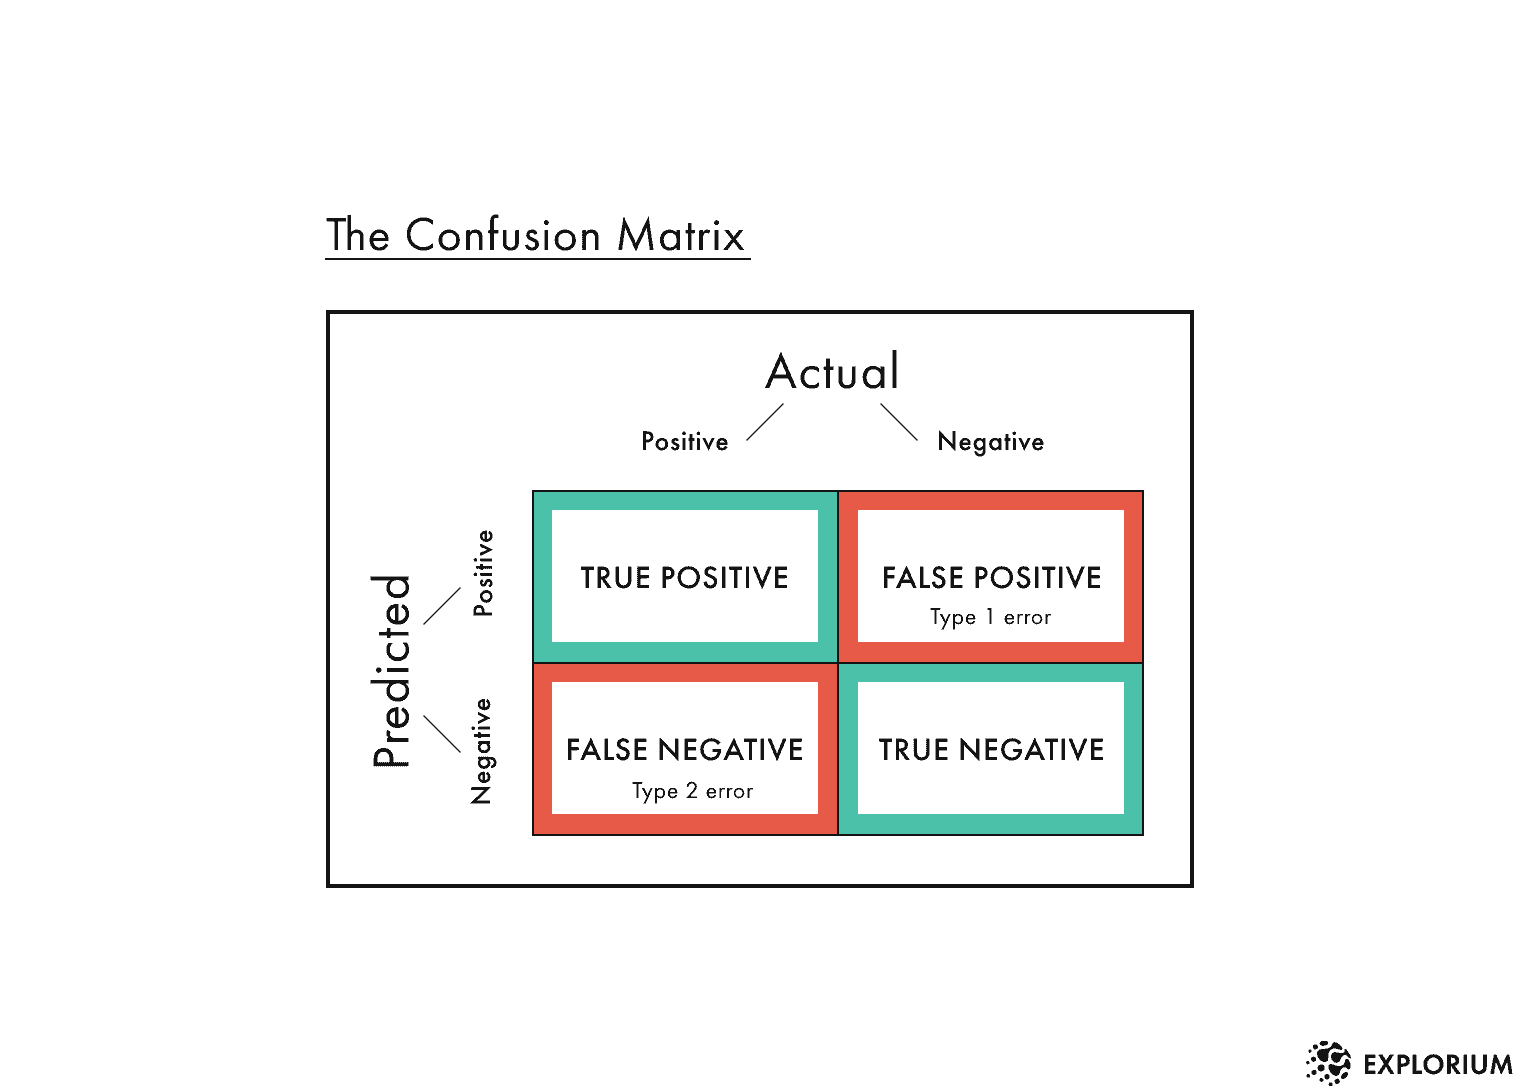 The Confusion Matrix
Actual
Positive
Negative
Predicted
Positive
Negative
TRUE POSITIVE
FALSE POSITIVE
Type 1 error
FALSE NEGATIVE
Type 2 error
TRUE NEGATIVE
EXPLORIUM